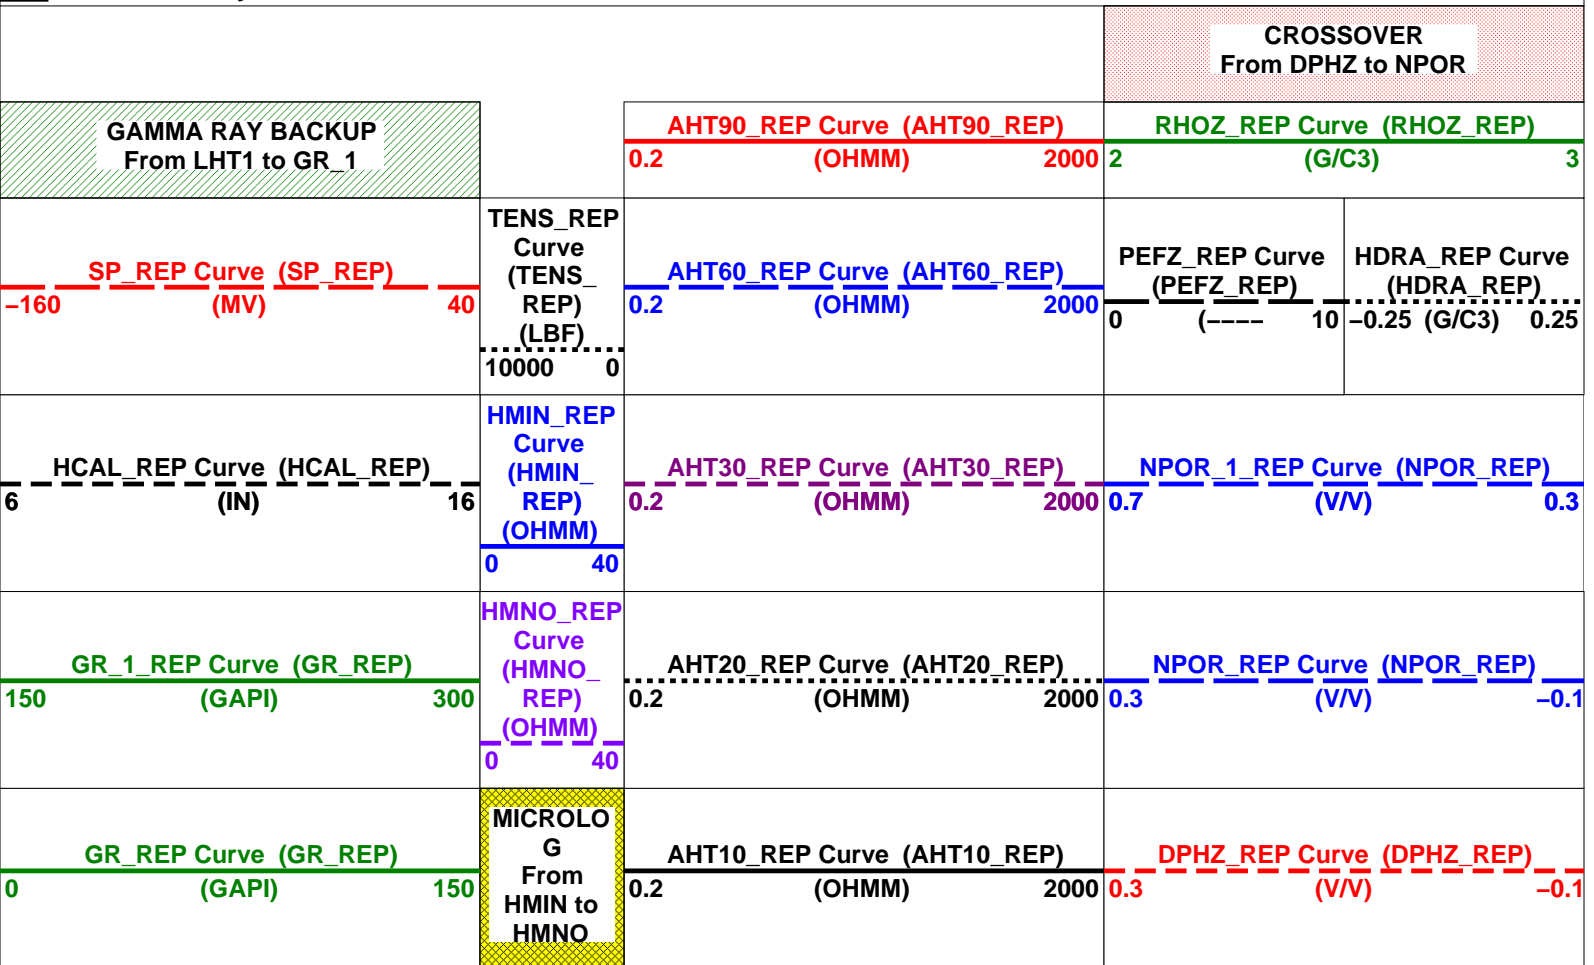 CROSSOVER
From DPHZ to NPOR
GAMMA RAY BACKUP
From LHT1 to GR_1
AHT90_REP Curve (AHT90_REP)
0.2 (OHMM) 2000
RHOZ_REP Curve (RHOZ_REP)
2 (G/C3) 3
SP_REP Curve (SP_REP)
−160 (MV) 40
TENS_REP
Curve
(TENS_
REP)
(LBF)
10000 0
AHT60_REP Curve (AHT60_REP)
0.2 (OHMM) 2000
PEFZ_REP Curve
(PEFZ_REP)
0 (−−−− 10
HDRA_REP Curve
(HDRA_REP)
−0.25 (G/C3) 0.25
HCAL_REP Curve (HCAL_REP)
6 (IN) 16
HMIN_REP
Curve
(HMIN_
REP)
(OHMM)
0 40
AHT30_REP Curve (AHT30_REP)
0.2 (OHMM) 2000
NPOR_1_REP Curve (NPOR_REP)
0.7 (V/V) 0.3
GR_1_REP Curve (GR_REP)
150 (GAPI) 300
HMNO_REP
Curve
(HMNO_
REP)
(OHMM)
0 40
AHT20_REP Curve (AHT20_REP)
0.2 (OHMM) 2000
NPOR_REP Curve (NPOR_REP)
0.3 (V/V) −0.1
GR_REP Curve (GR_REP)
0 (GAPI) 150
MICROLO
G
From
HMIN to
HMNO
AHT10_REP Curve (AHT10_REP)
0.2 (OHMM) 2000
DPHZ_REP Curve (DPHZ_REP)
0.3 (V/V) −0.1